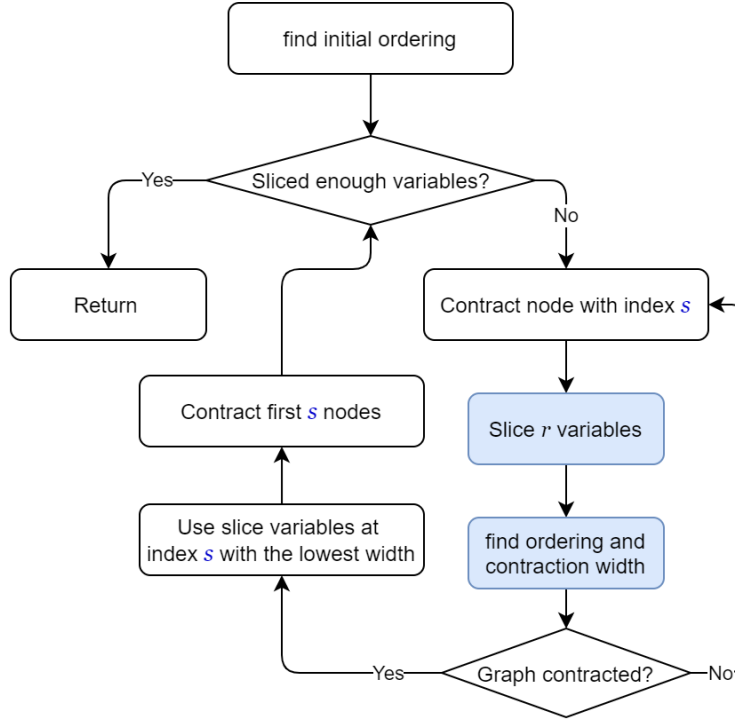 find initial ordering
Sliced enough variables?
Yes
No
Return
Contract node with index s
Contract first s nodes
Slice r variables
Use slice variables at
index s with the lowest width
find ordering and
contraction width
Graph contracted?
Yes
No